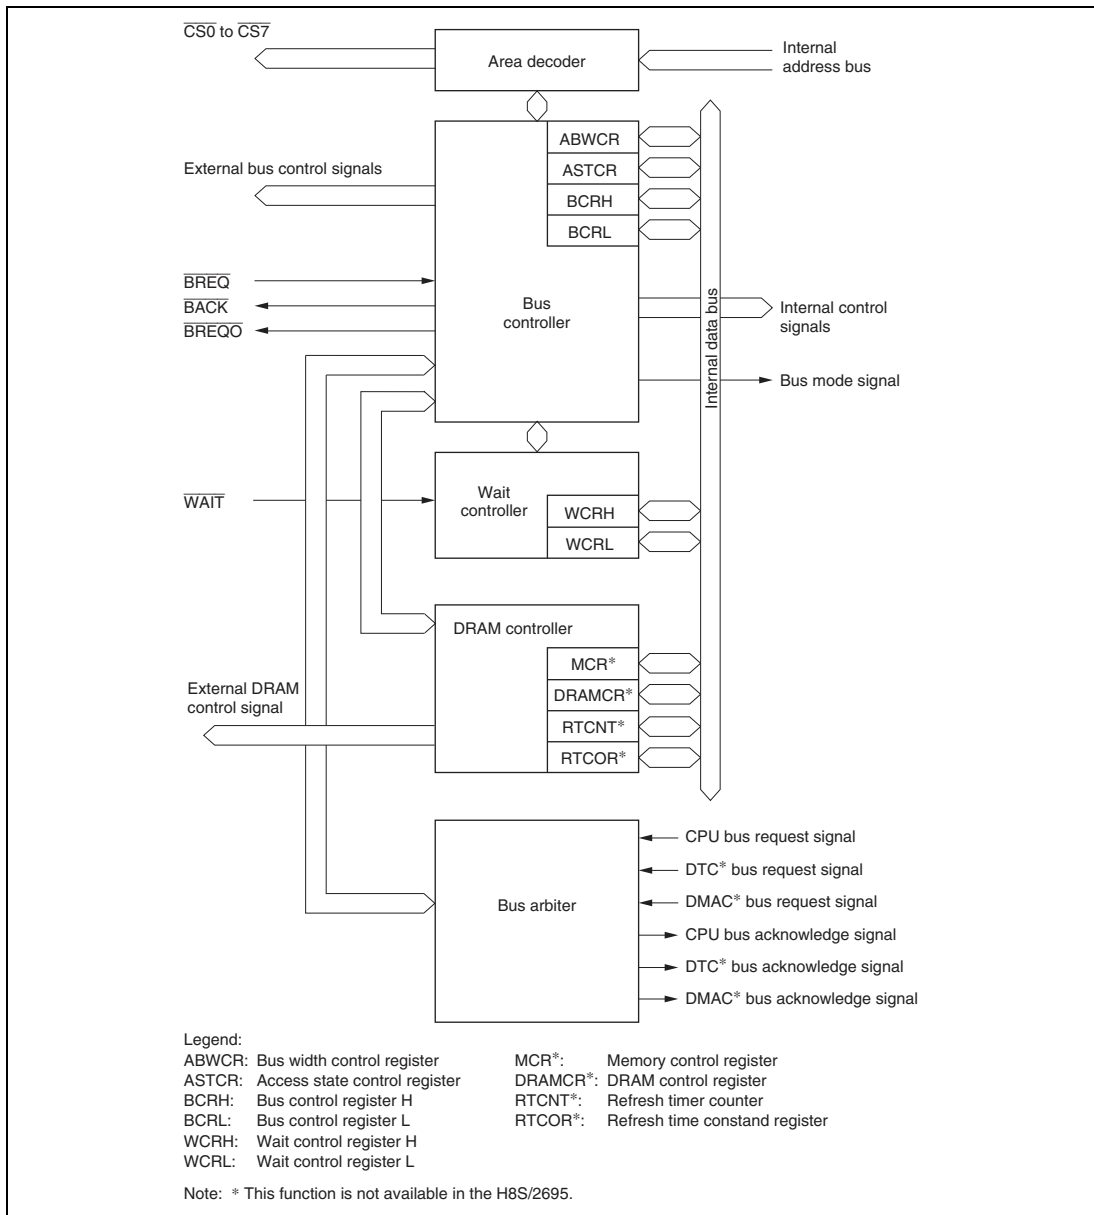 CS0 to CS7
Area decoder
Internal
address bus
ABWCR
ASTCR
BCRH
BCRL
External bus control signals
BREQ
BACK
BREQO
Bus
controller
Internal data bus
Internal control
signals
Bus mode signal
WAIT
Wait
controller
WCRH
WCRL
DRAM controller
MCR*
DRAMCR*
RTCNT*
RTCOR*
External DRAM
control signal
Bus arbiter
CPU bus request signal
DTC* bus request signal
DMAC* bus request signal
CPU bus acknowledge signal
DTC* bus acknowledge signal
DMAC* bus acknowledge signal
Legend:
ABWCR: Bus width control register
ASTCR: Access state control register
BCRH: Bus control register H
BCRL: Bus control register L
WCRH: Wait control register H
WCRL: Wait control register L
MCR*: Memory control register
DRAMCR*: DRAM control register
RTCNT*: Refresh timer counter
RTCOR*: Refresh time constand register
Note: * This function is not available in the H8S/2695.